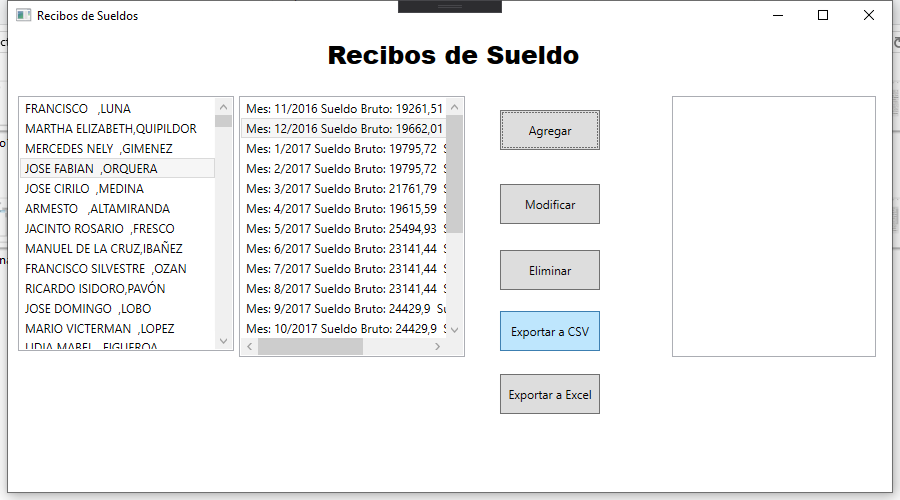 Recibos de Sueldos
Recibos de Sueldo
FRANCISCO ,LUNA
MARTHA ELIZABETH,QUIPILDOR
MERCEDES NELY ,GIMENEZ
JOSE FABIAN ,ORQUERA
JOSE CIRILO ,MEDINA
ARMESTO ,ALTAMIRANDA
JACINTO ROSARIO ,FRESCO
MANUEL DE LA CRUZ,IBAÑEZ
FRANCISCO SILVESTRE ,OZAN
RICARDO ISIDORO,PAVÓN
JOSE DOMINGO ,LOBO
MARIO VICTERMAN ,LOPEZ
LIDIA MABEL ,FIGUEROA
Mes: 11/2016 Sueldo Bruto: 19261,51
Mes: 12/2016 Sueldo Bruto: 19662,01
Mes: 1/2017 Sueldo Bruto: 19795,72 S
Mes: 2/2017 Sueldo Bruto: 19795,72 S
Mes: 3/2017 Sueldo Bruto: 21761,79 S
Mes: 4/2017 Sueldo Bruto: 19615,59 S
Mes: 5/2017 Sueldo Bruto: 25494,93 S
Mes: 6/2017 Sueldo Bruto: 23141,44 S
Mes: 7/2017 Sueldo Bruto: 23141,44 S
Mes: 8/2017 Sueldo Bruto: 23141,44 S
Mes: 9/2017 Sueldo Bruto: 24429,9 Su
Mes: 10/2017 Sueldo Bruto: 24429,9 S
Agregar
Modificar
Eliminar
Exportar a CSV
Exportar a Excel